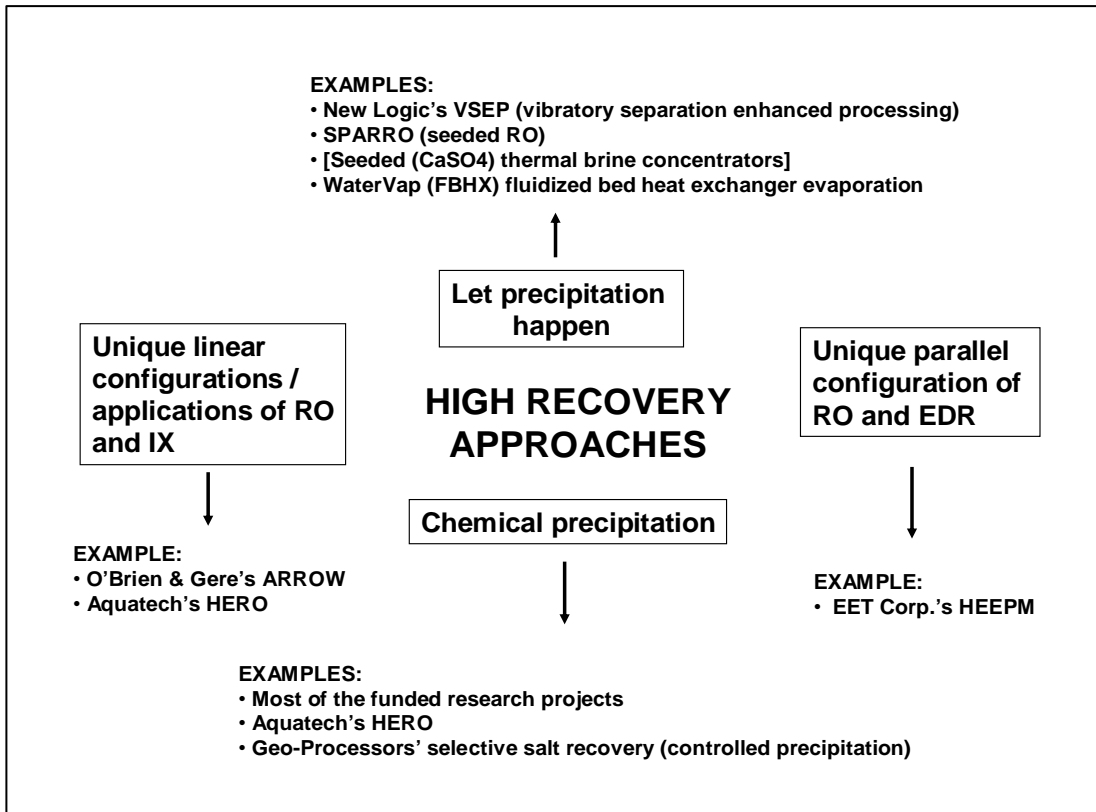 EXAMPLES:
• New Logic’s VSEP (vibratory separation enhanced processing)
• SPARRO (seeded RO)
• [Seeded (CaSO4) thermal brine concentrators]
• WaterVap (FBHX) fluidized bed heat exchanger evaporation
Let precipitation
happen
Unique linear
configurations /
applications of RO
and IX
HIGH RECOVERY
APPROACHES
Unique parallel
configuration of
RO and EDR
Chemical precipitation
EXAMPLE:
• O’Brien & Gere’s ARROW
• Aquatech’s HERO
EXAMPLE:
• EET Corp.’s HEEPM
EXAMPLES:
• Most of the funded research projects
• Aquatech’s HERO
• Geo-Processors’ selective salt recovery (controlled precipitation)